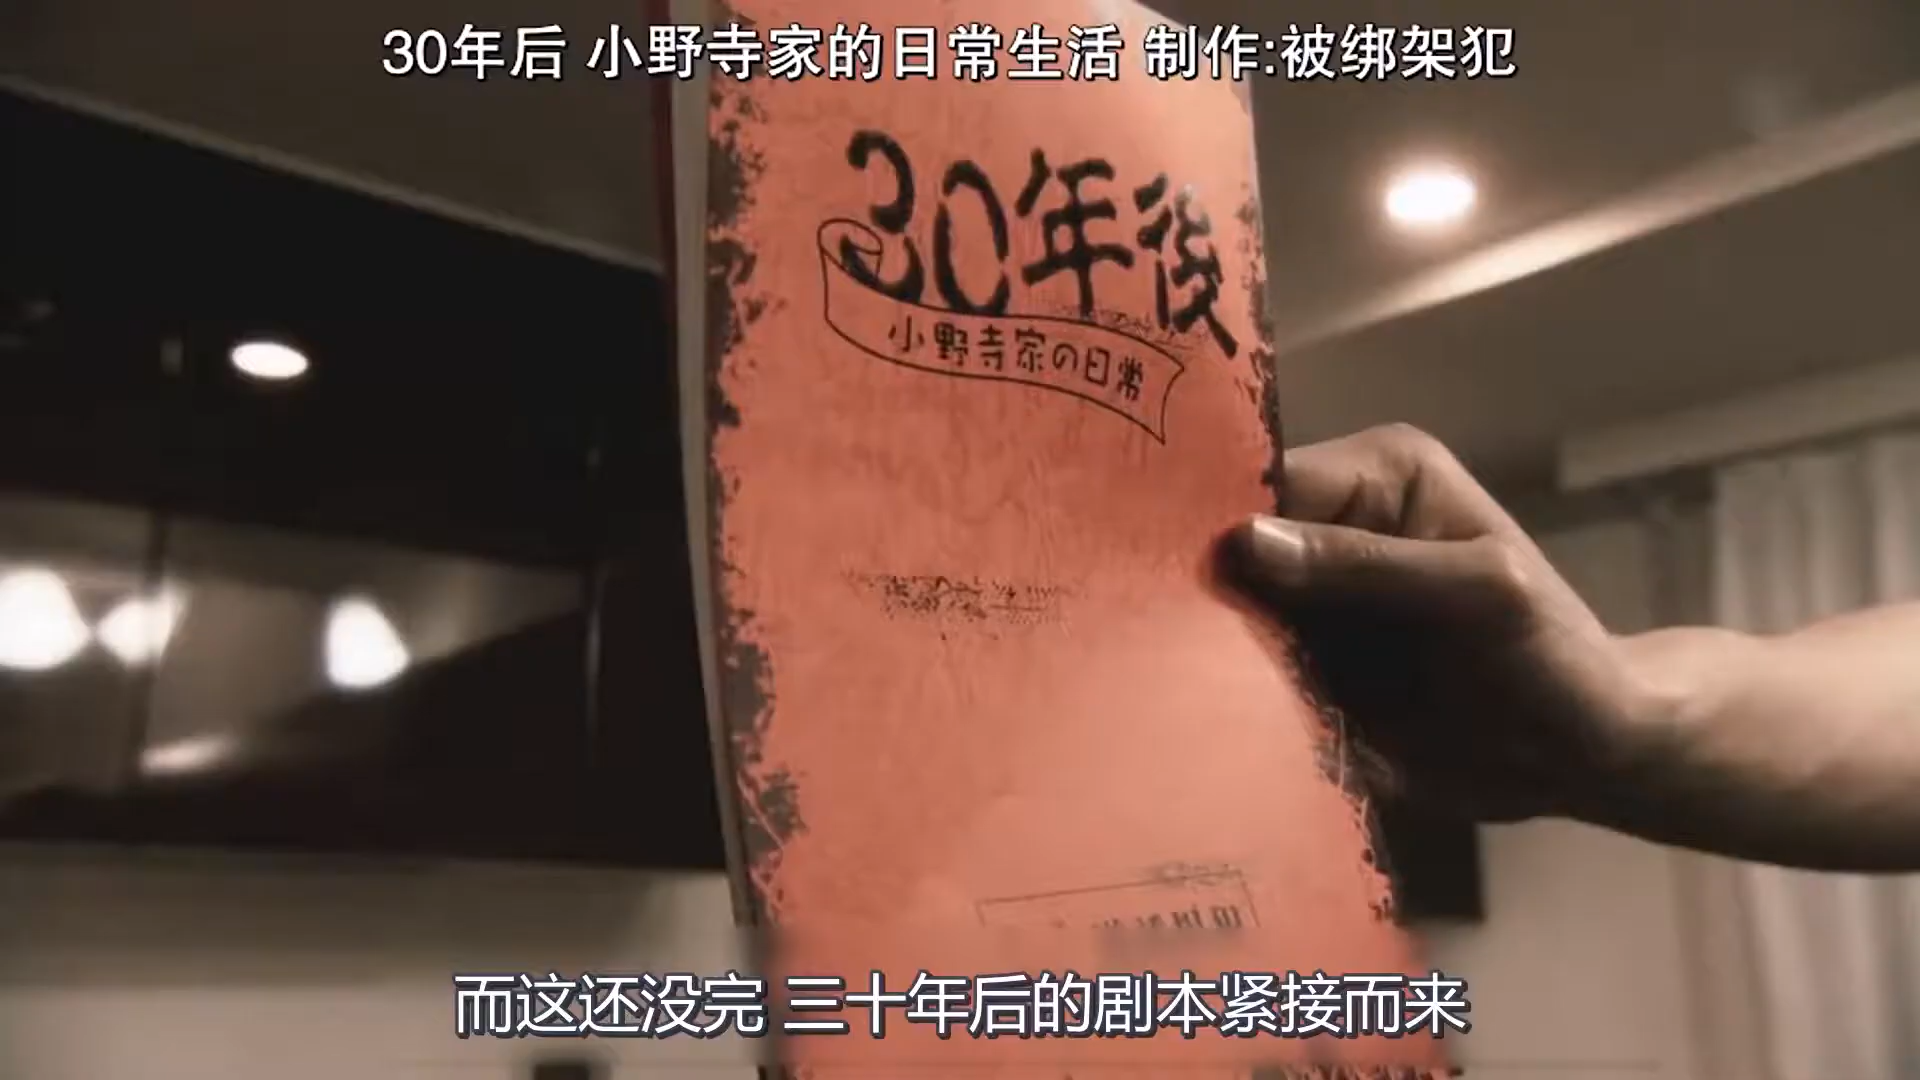 30年后 小野寺家的日常生活 制作:被绑架犯
30年後
小野寺家の日常
而这还没完 三十年后的剧本紧接而来